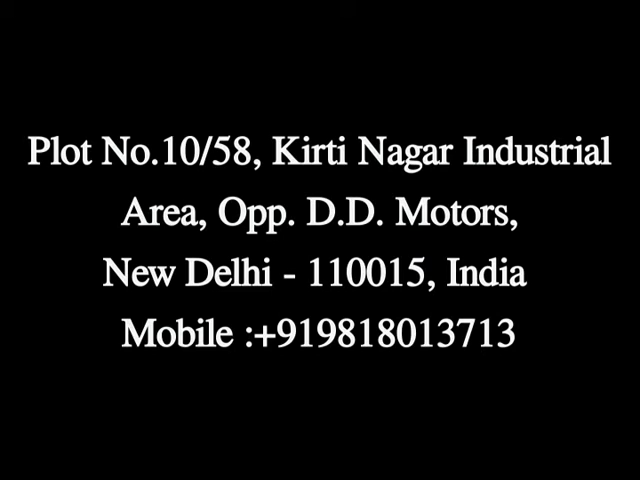 Plot No.10/58, Kirti Nagar Industrial
Area, Opp. D.D. Motors,
New Delhi - 110015, India
Mobile :+919818013713